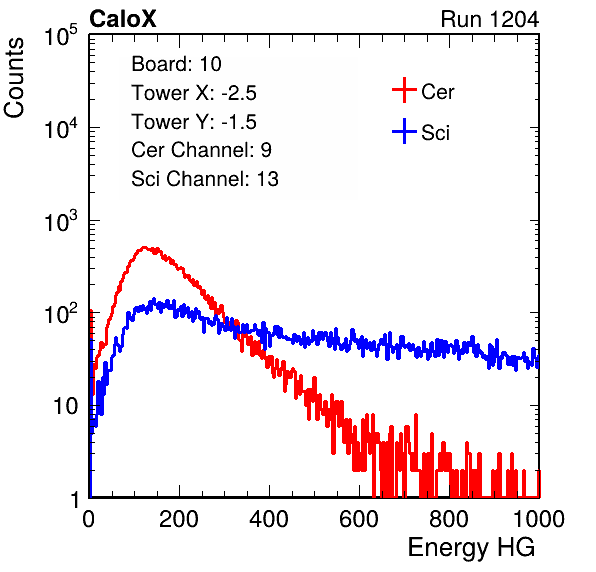 CaloX Run 1204
Counts
10^5
10^4
10^3
10^2
10
1
Board: 10
Tower X: -2.5
Tower Y: -1.5
Cer Channel: 9
Sci Channel: 13
Cer
Sci
0 200 400 600 800 1000
Energy HG